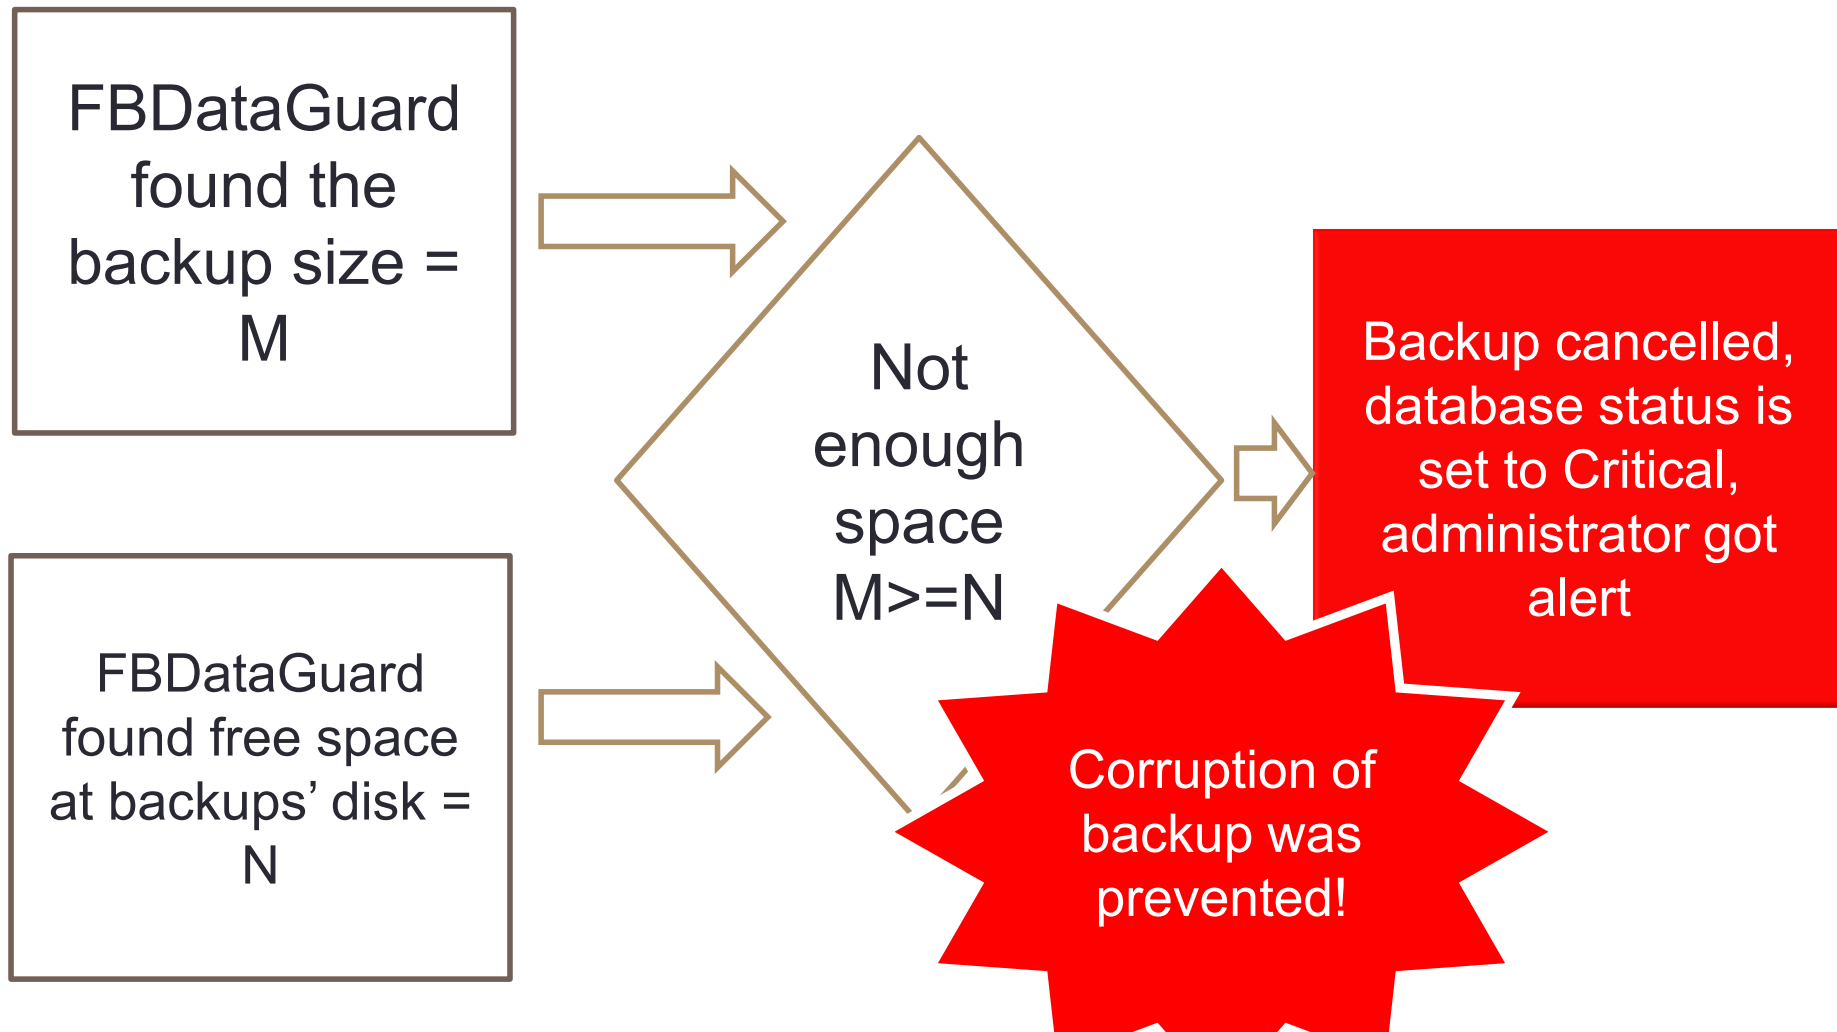 FBDataGuard
found the
backup size =
M
FBDataGuard
found free space
at backups’ disk =
N
Not
enough
space
M>=N
Backup cancelled,
database status is
set to Critical,
administrator got
alert
Corruption of
backup was
prevented!